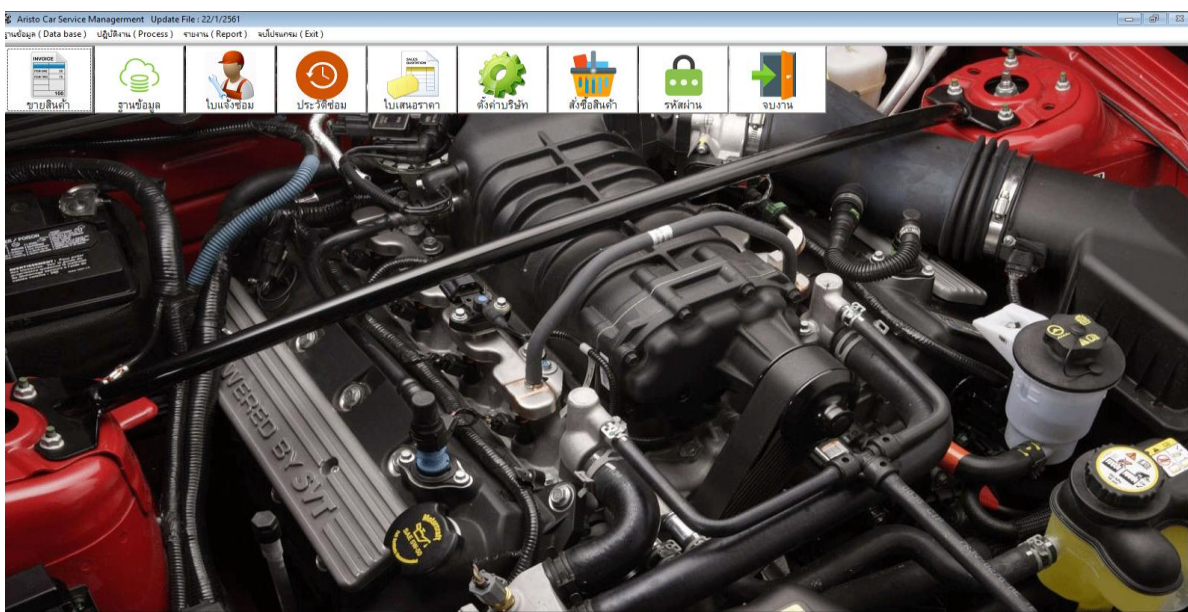 Aristo Car Service Managerment Update File : 22/1/2561
ฐานข้อมูล ( Data base ) ปฏิบัติงาน ( Process ) รายงาน ( Report ) จบโปรแกรม ( Exit )
INVOICE
SALES QUOTATION
ขายสินค้า ฐานข้อมูล ใบแจ้งซ่อม ประวัติซ่อม ใบเสนอราคา ตั้งค่าบริษัท สั่งซื้อสินค้า รหัสผ่าน จบงาน
POWERED BY SVT
Motorcraft